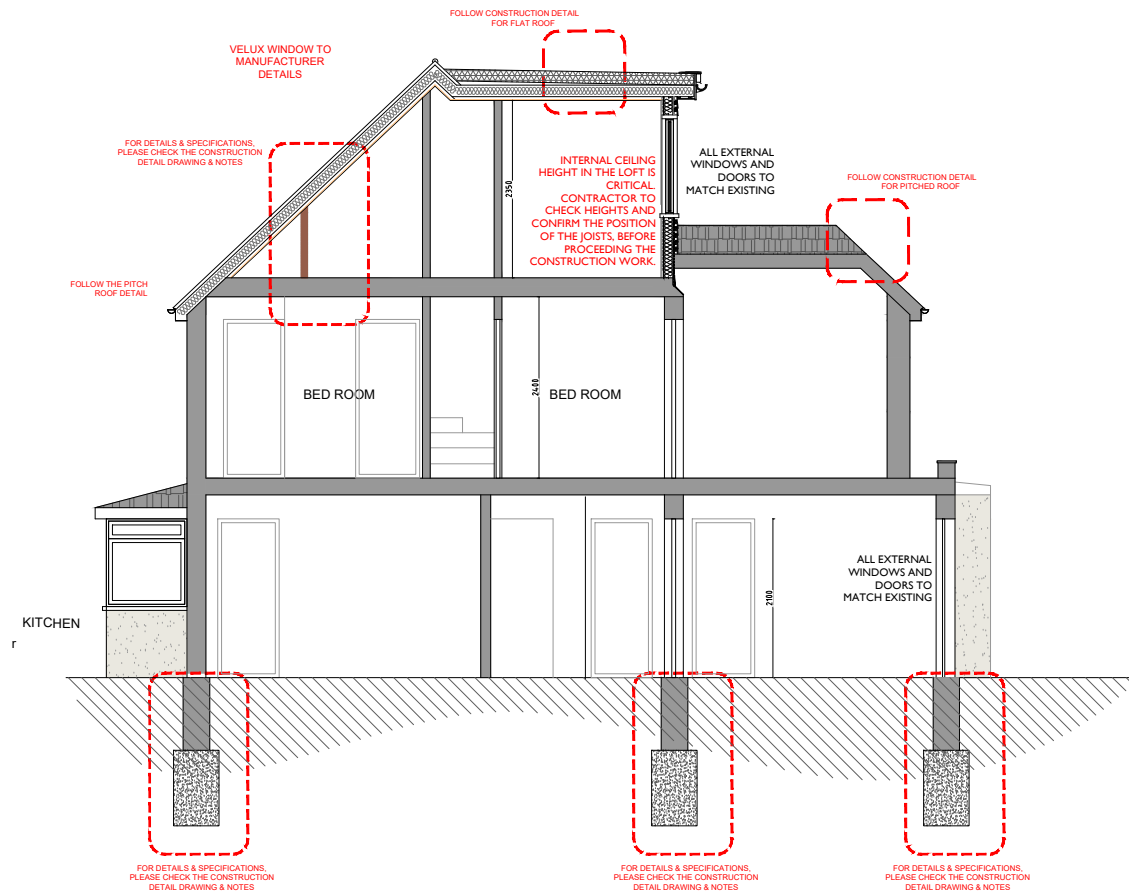 FOLLOW CONSTRUCTION DETAIL
FOR FLAT ROOF
VELUX WINDOW TO
MANUFACTURER
DETAILS
FOR DETAILS & SPECIFICATIONS,
PLEASE CHECK THE CONSTRUCTION
DETAIL DRAWING & NOTES
2350
INTERNAL CEILING
HEIGHT IN THE LOFT IS
CRITICAL.
CONTRACTOR TO
CHECK HEIGHTS AND
CONFIRM THE POSITION
OF THE JOISTS, BEFORE
PROCEEDING THE
CONSTRUCTION WORK.
ALL EXTERNAL
WINDOWS AND
DOORS TO
MATCH EXISTING
FOLLOW CONSTRUCTION DETAIL
FOR PITCHED ROOF
FOLLOW THE PITCH
ROOF DETAIL
BED ROOM
2400
BED ROOM
ALL EXTERNAL
WINDOWS AND
DOORS TO
MATCH EXISTING
2100
KITCHEN
r
FOR DETAILS & SPECIFICATIONS,
PLEASE CHECK THE CONSTRUCTION
DETAIL DRAWING & NOTES
FOR DETAILS & SPECIFICATIONS,
PLEASE CHECK THE CONSTRUCTION
DETAIL DRAWING & NOTES
FOR DETAILS & SPECIFICATIONS,
PLEASE CHECK THE CONSTRUCTION
DETAIL DRAWING & NOTES